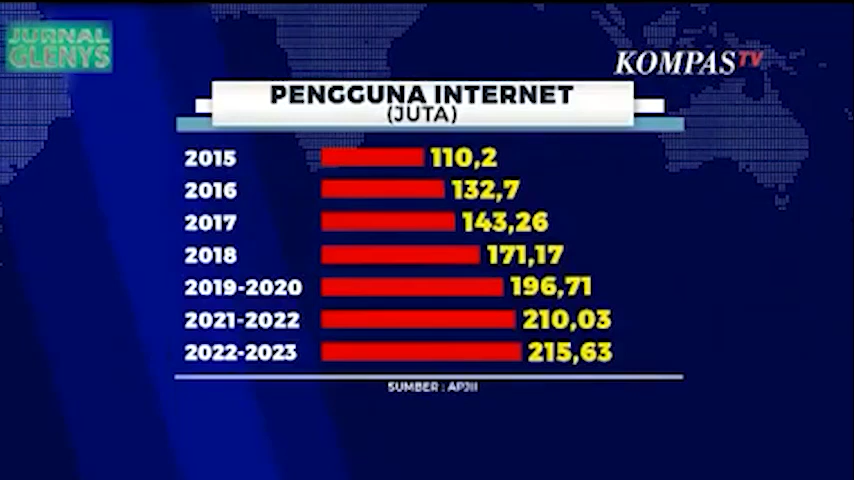 JURNAL
GLENYS
KOMPASTV
PENGGUNA INTERNET
(JUTA)
2015 110,2
2016 132,7
2017 143,26
2018 171,17
2019-2020 196,71
2021-2022 210,03
2022-2023 215,63
SUMBER : APJII